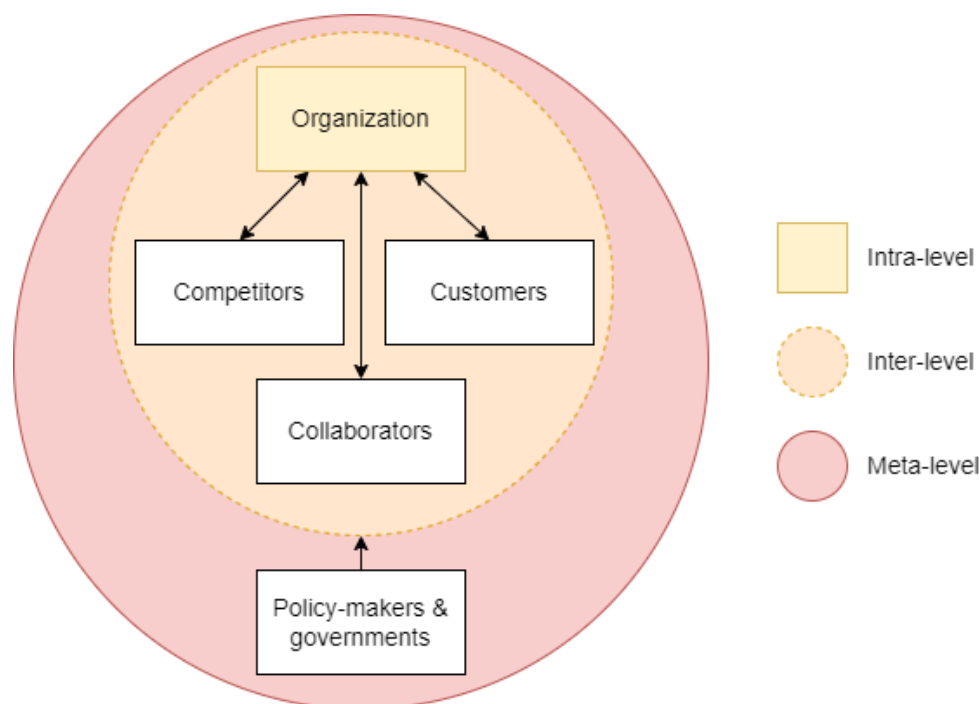 Organization
Competitors
Customers
Collaborators
Policy-makers &
governments
Intra-level
Inter-level
Meta-level